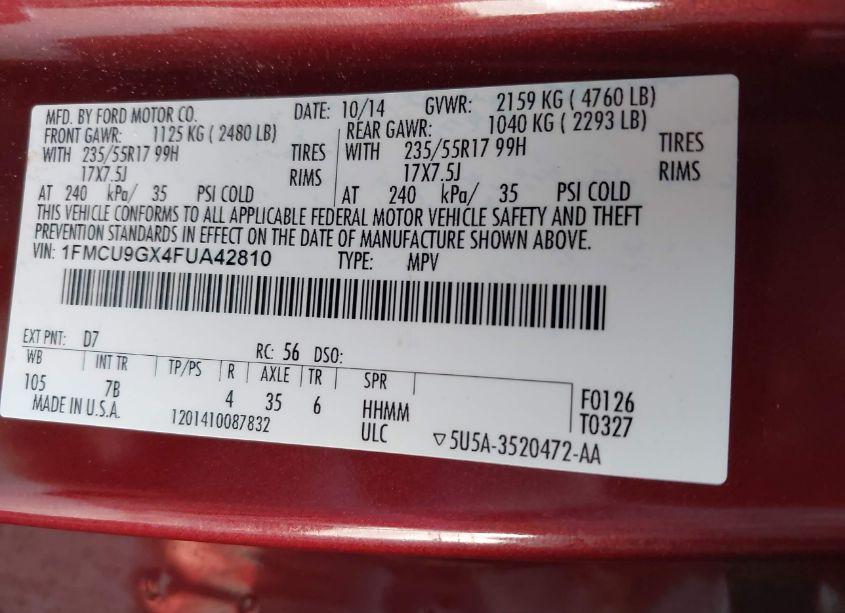 MFD. BY FORD MOTOR CO. DATE: 10/14 GVWR: 2159 KG ( 4760 LB)
FRONT GAWR: 1125 KG ( 2480 LB) REAR GAWR: 1040 KG ( 2293 LB)
WITH 235/55R17 99H TIRES WITH 235/55R17 99H TIRES
17X7.5J RIMS 17X7.5J RIMS
AT 240 kPa/ 35 PSI COLD AT 240 kPa/ 35 PSI COLD
THIS VEHICLE CONFORMS TO ALL APPLICABLE FEDERAL MOTOR VEHICLE SAFETY AND THEFT
PREVENTION STANDARDS IN EFFECT ON THE DATE OF MANUFACTURE SHOWN ABOVE.
VIN: 1FMCU9GX4FUA42810 TYPE: MPV
EXT PNT: D7 RC: 56 DSO:
WB INT TR TP/PS R AXLE TR SPR
105 7B 4 35 6 HHMM F0126
MADE IN U.S.A. 1201410087832 ULC ▽5U5A-3520472-AA T0327